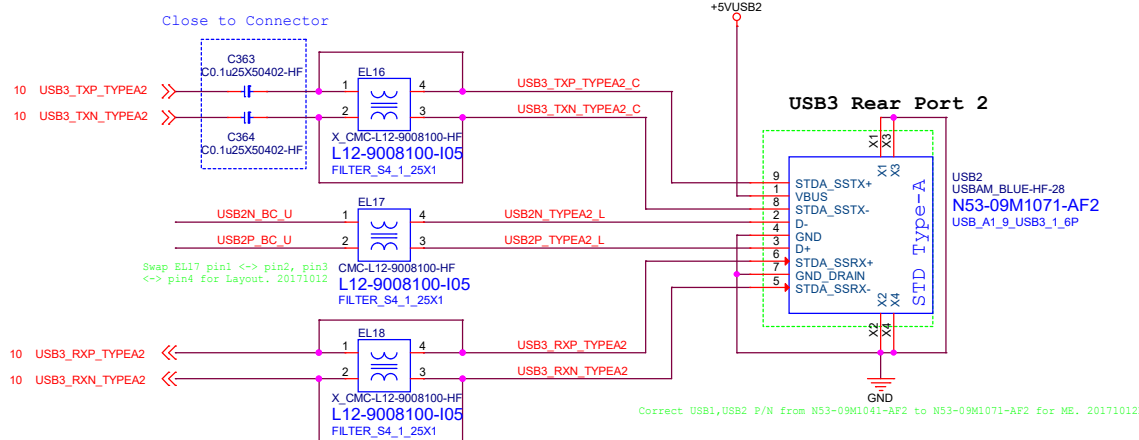 Close to Connector
+5VUSB2
C363
C0.1u25X50402-HF
EL16
10 USB3_TXP_TYPEA2
1
4
USB3_TXP_TYPEA2_C
10 USB3_TXN_TYPEA2
2
3
USB3_TXN_TYPEA2_C
C364
C0.1u25X50402-HF
X_CMC-L12-9008100-HF
L12-9008100-I05
FILTER_S4_1_25X1
USB3 Rear Port 2
X1
X3
X1
X3
USB2
USBAM_BLUE-HF-28
N53-09M1071-AF2
USB_A1_9_USB3_1_6P
9 STDA_SSTX+
1 VBUS
8 STDA_SSTX-
2 D-
4 GND
3 D+
6 STDA_SSRX+
7 GND_DRAIN
5 STDA_SSRX-
STD Type-A
X2
X4
X2
X4
GND
EL17
USB2N_BC_U
1
4
USB2N_TYPEA2_L
USB2P_BC_U
2
3
USB2P_TYPEA2_L
Swap EL17 pin1 <-> pin2, pin3
<-> pin4 for Layout. 20171012
CMC-L12-9008100-HF
L12-9008100-I05
FILTER_S4_1_25X1
EL18
10 USB3_RXP_TYPEA2
1
4
USB3_RXP_TYPEA2
10 USB3_RXN_TYPEA2
2
3
USB3_RXN_TYPEA2
X_CMC-L12-9008100-HF
L12-9008100-I05
FILTER_S4_1_25X1
Correct USB1,USB2 P/N from N53-09M1041-AF2 to N53-09M1071-AF2 for ME. 20171012